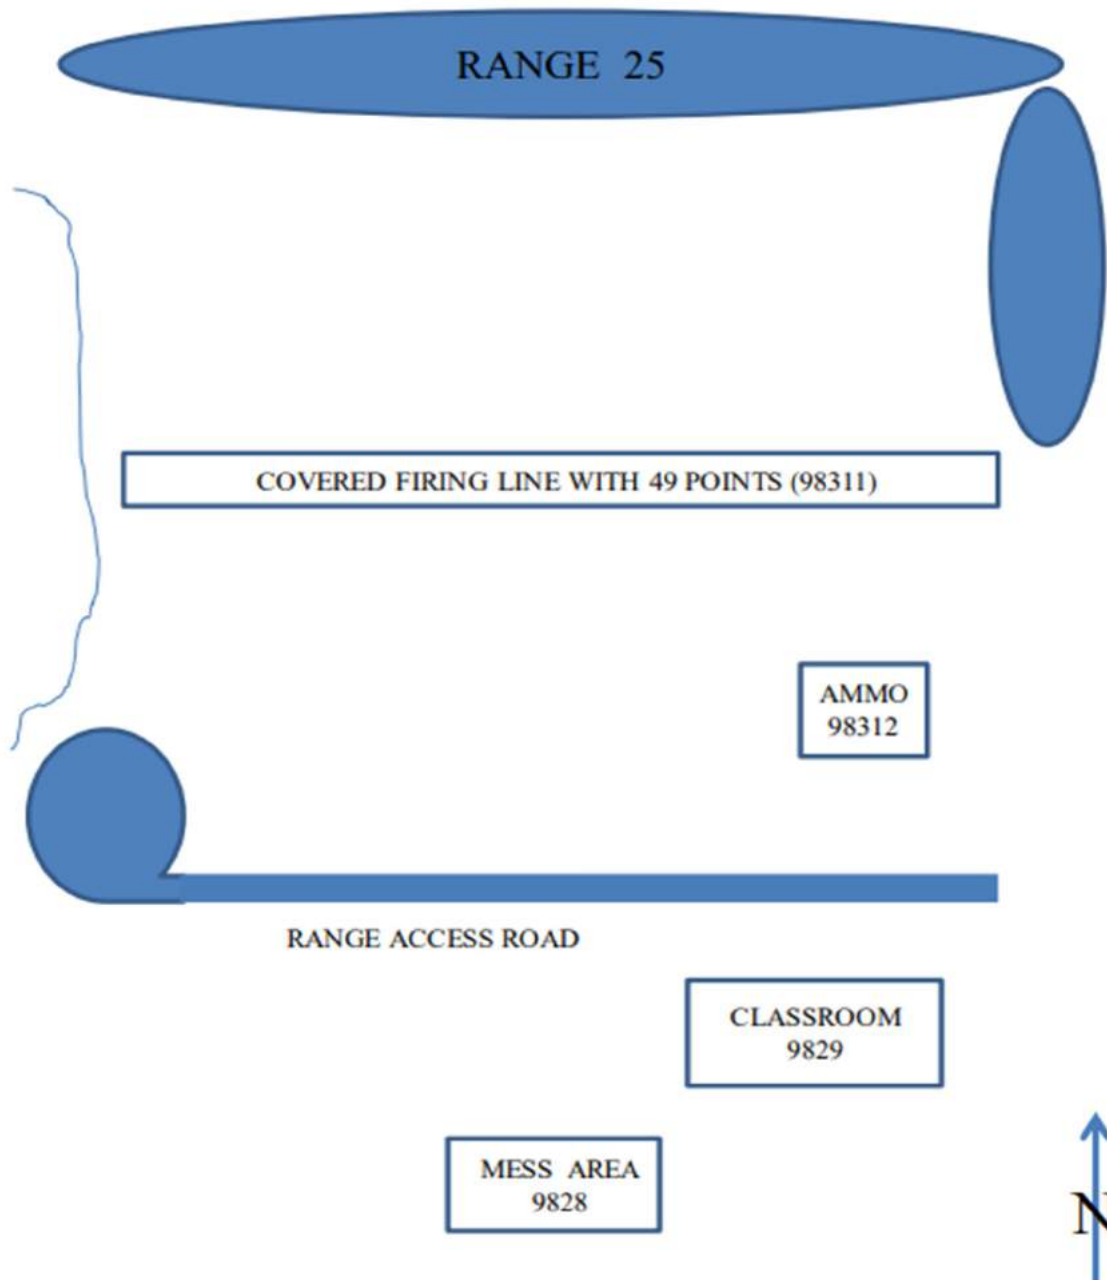 RANGE 25
COVERED FIRING LINE WITH 49 POINTS (98311)
AMMO
98312
RANGE ACCESS ROAD
CLASSROOM
9829
MESS AREA
9828
N